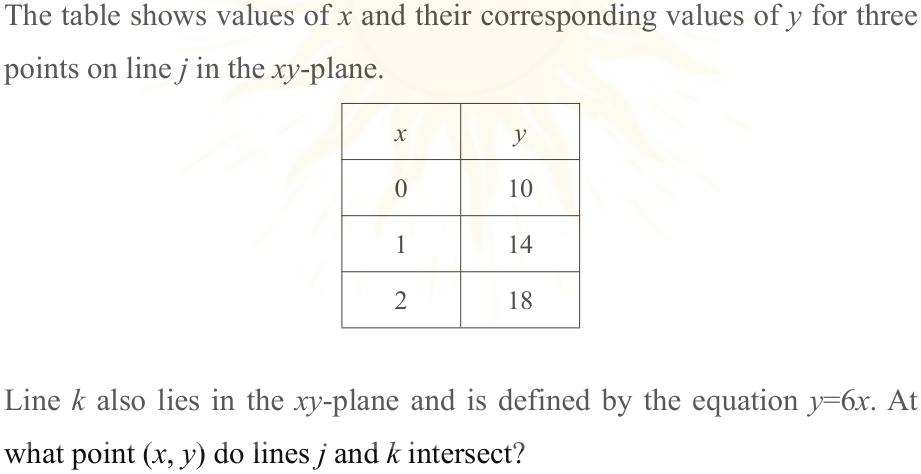 The table shows values of x and their corresponding values of y for three
points on line j in the xy-plane.
x y
0 10
1 14
2 18
Line k also lies in the xy-plane and is defined by the equation y=6x. At
what point (x, y) do lines j and k intersect?